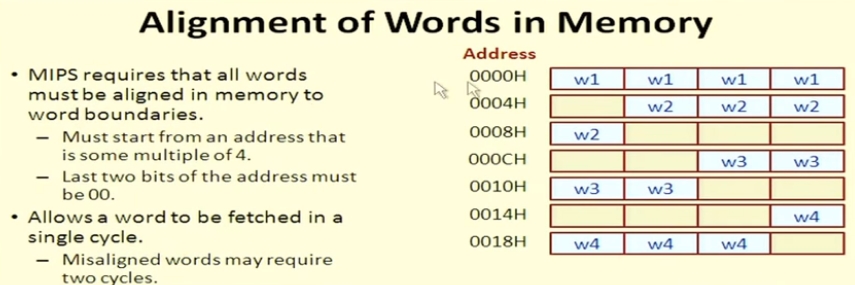 Alignment of Words in Memory
• MIPS requires that all words
must be aligned in memory to
word boundaries.
– Must start from an address that
is some multiple of 4.
– Last two bits of the address must
be 00.
• Allows a word to be fetched in a
single cycle.
– Misaligned words may require
two cycles.
Address
0000H w1 w1 w1 w1
0004H w2 w2 w2
0008H w2
000CH w3 w3
0010H w3 w3
0014H w4
0018H w4 w4 w4